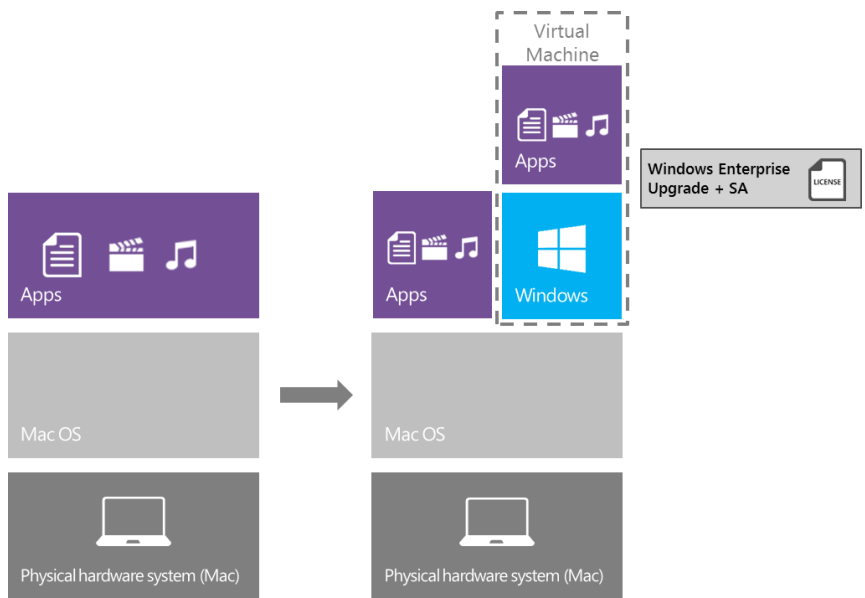 Virtual
Machine
Apps
Windows Enterprise
Upgrade + SA
LICENSE
Apps
Apps
Windows
Mac OS
Mac OS
Physical hardware system (Mac)
Physical hardware system (Mac)